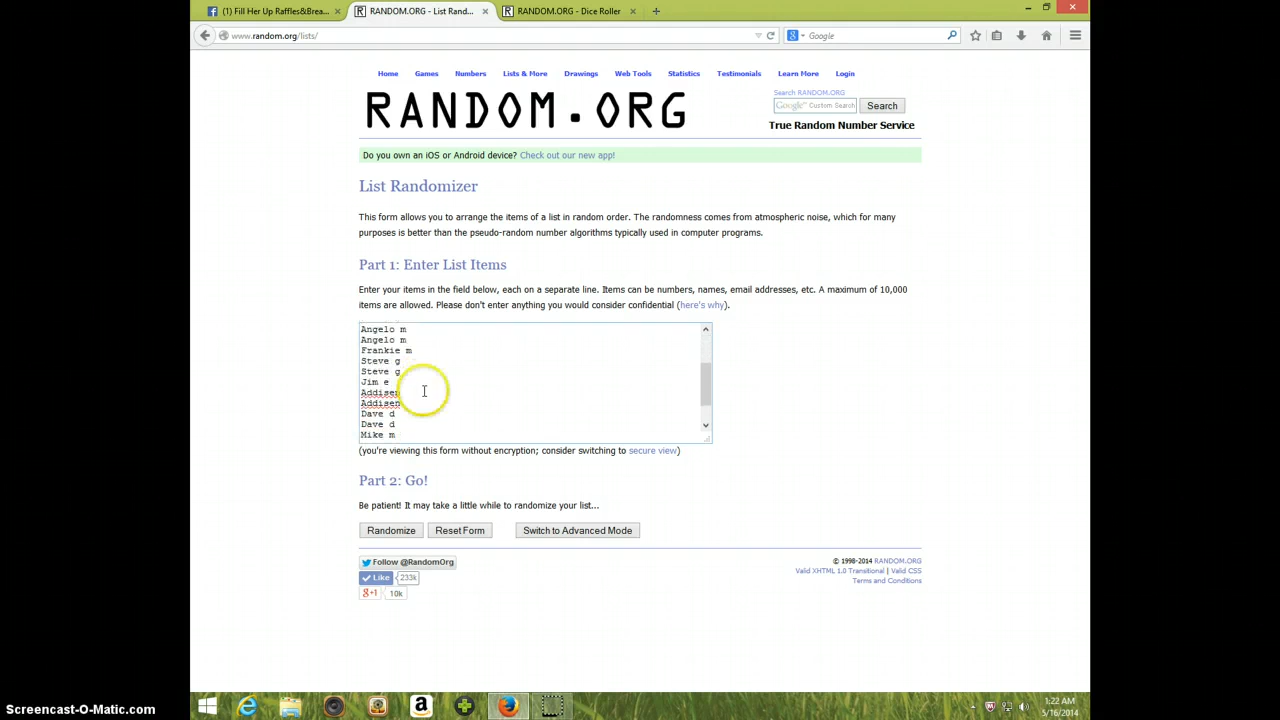 (1) Fill Her Up Raffles&Brea...
RANDOM.ORG - List Rand...
RANDOM.ORG - Dice Roller
www.random.org/lists/
Google
Home Games Numbers Lists & More Drawings Web Tools Statistics Testimonials Learn More Login
RANDOM.ORG
Search RANDOM.ORG
Google™ Custom Search
Search
True Random Number Service
Do you own an iOS or Android device? Check out our new app!
List Randomizer
This form allows you to arrange the items of a list in random order. The randomness comes from atmospheric noise, which for many
purposes is better than the pseudo-random number algorithms typically used in computer programs.
Part 1: Enter List Items
Enter your items in the field below, each on a separate line. Items can be numbers, names, email addresses, etc. A maximum of 10,000
items are allowed. Please don't enter anything you would consider confidential (here's why).
Angelo m
Angelo m
Frankie m
Steve g
Steve g
Jim e
Addisen
Addisen
Dave d
Dave d
Mike m
(you're viewing this form without encryption; consider switching to secure view)
Part 2: Go!
Be patient! It may take a little while to randomize your list...
Randomize Reset Form Switch to Advanced Mode
Follow @RandomOrg
Like 233k
g+1 10k
© 1998-2014 RANDOM.ORG
Valid XHTML 1.0 Transitional | Valid CSS
Terms and Conditions
1:22 AM
5/16/2014
Screencast-O-Matic.com